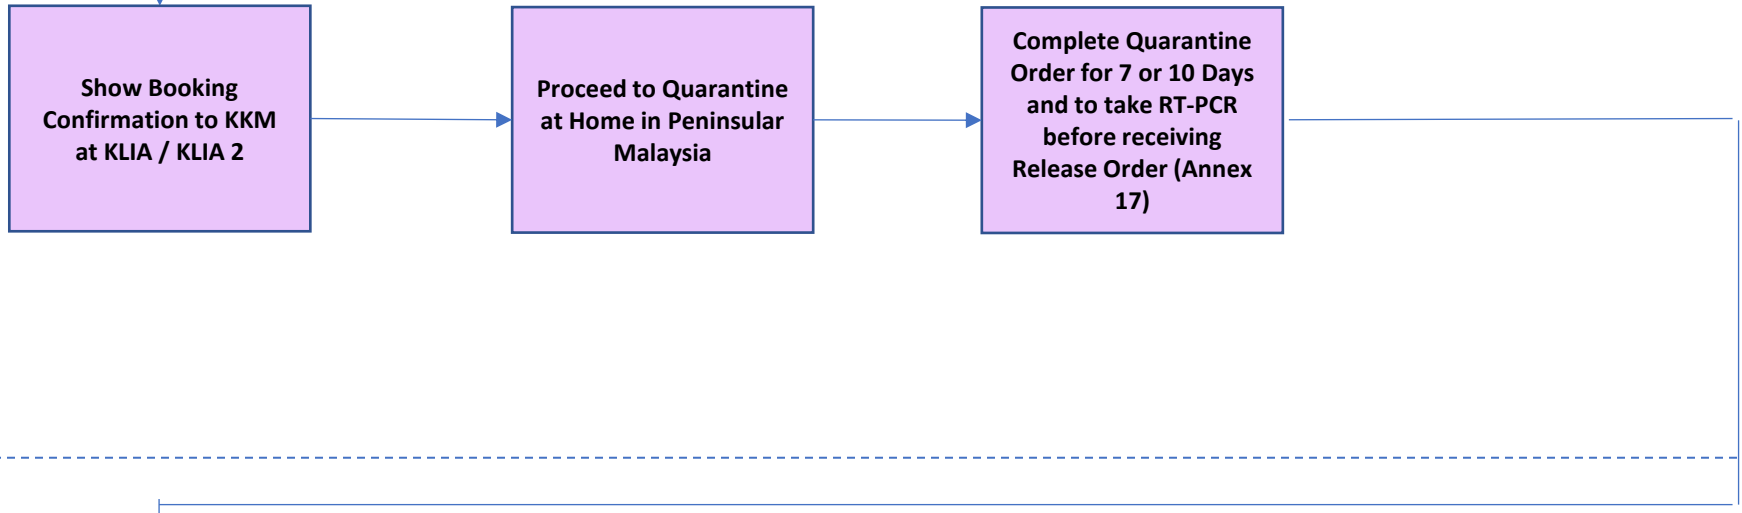 Show Booking
Confirmation to KKM
at KLIA / KLIA 2
Proceed to Quarantine
at Home in Peninsular
Malaysia
Complete Quarantine
Order for 7 or 10 Days
and to take RT-PCR
before receiving
Release Order (Annex
17)